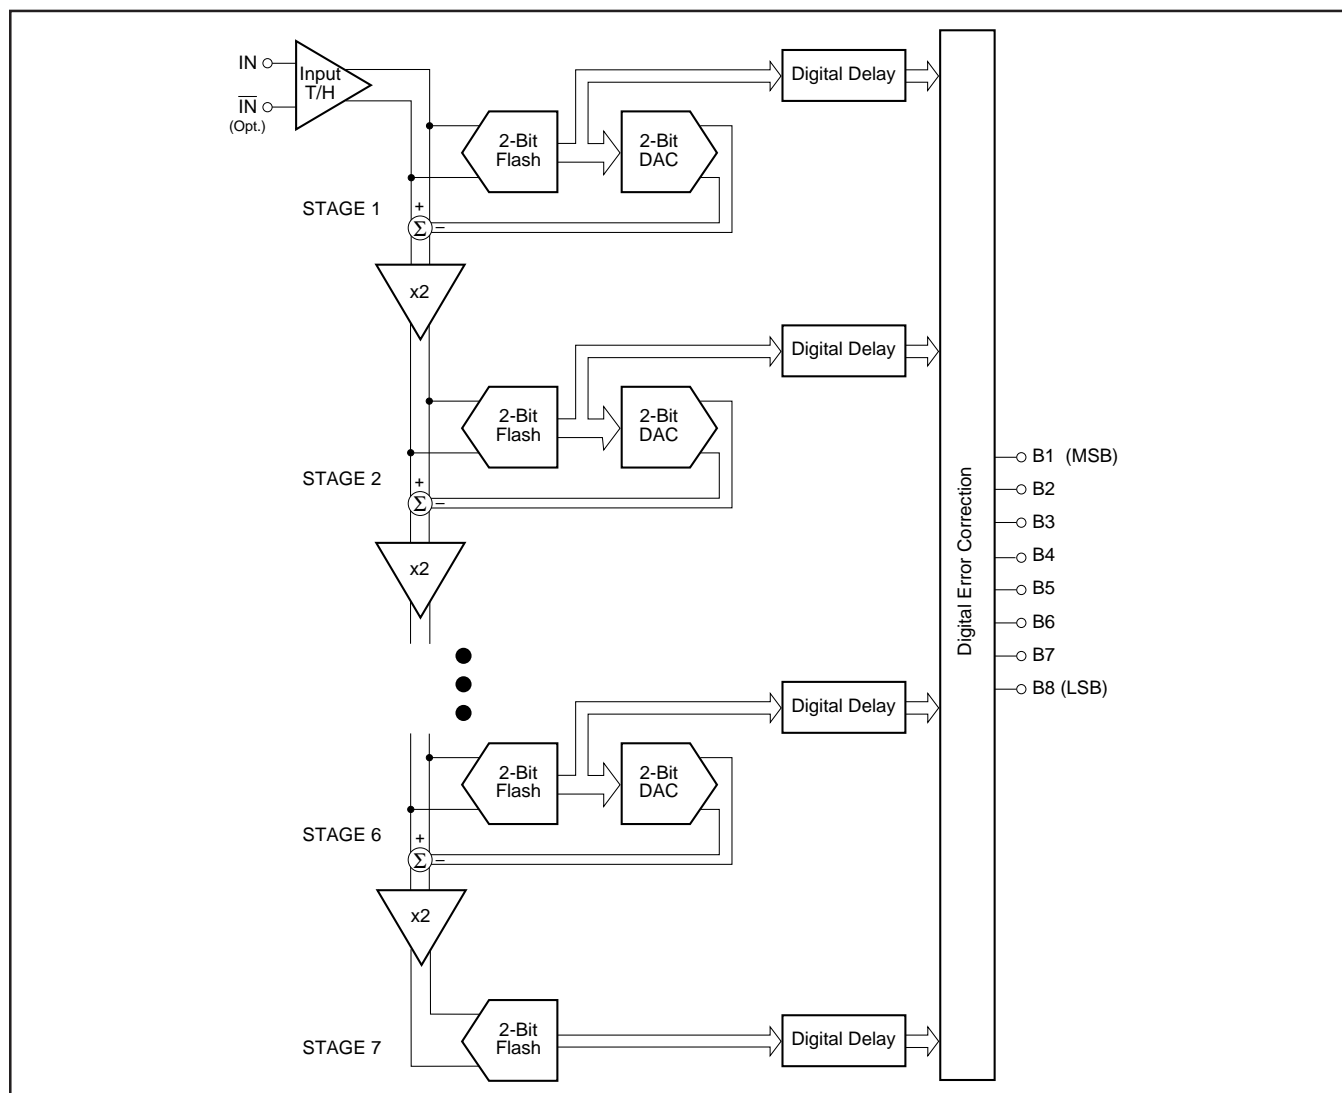 IN
Input
T/H
IN
(Opt.)
2-Bit
Flash
2-Bit
DAC
Digital Delay
STAGE 1
+
Σ
–
x2
2-Bit
Flash
2-Bit
DAC
Digital Delay
STAGE 2
+
Σ
–
x2
2-Bit
Flash
2-Bit
DAC
Digital Delay
STAGE 6
+
Σ
–
x2
2-Bit
Flash
Digital Delay
STAGE 7
Digital Error Correction
B1 (MSB)
B2
B3
B4
B5
B6
B7
B8 (LSB)